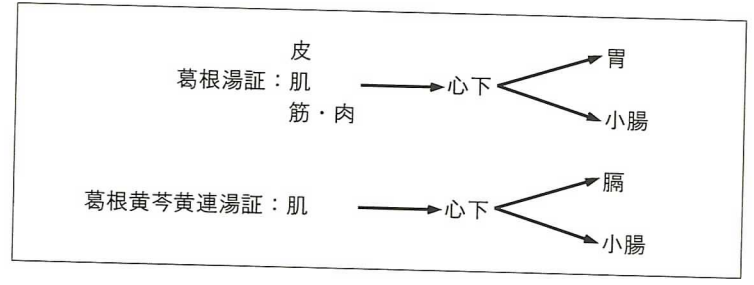 皮
葛根湯証：肌 心下 胃
筋・肉 小腸
葛根黄芩黄連湯証：肌 心下 膈
小腸